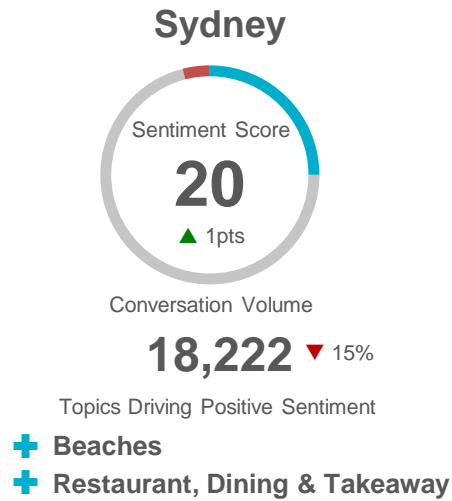 Sydney
Sentiment Score
20
1pts
Conversation Volume
18,222 15%
Topics Driving Positive Sentiment
Beaches
Restaurant, Dining & Takeaway